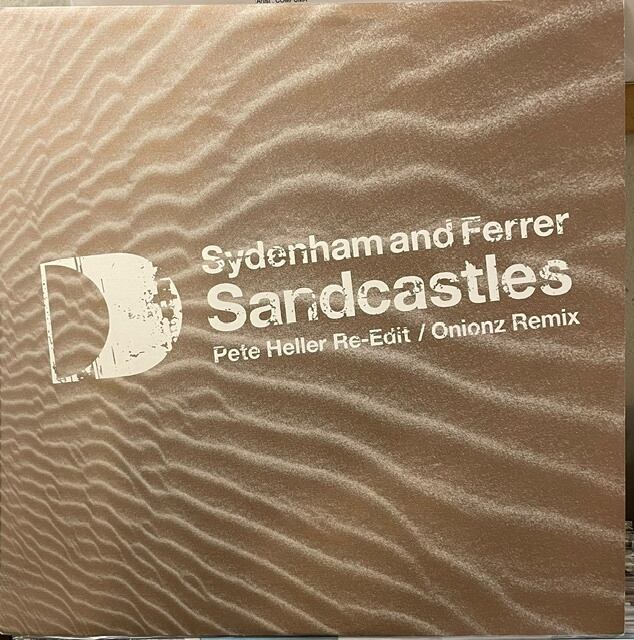 Sydenham and Ferrer
Sandcastles
Pete Heller Re-Edit / Onionz Remix